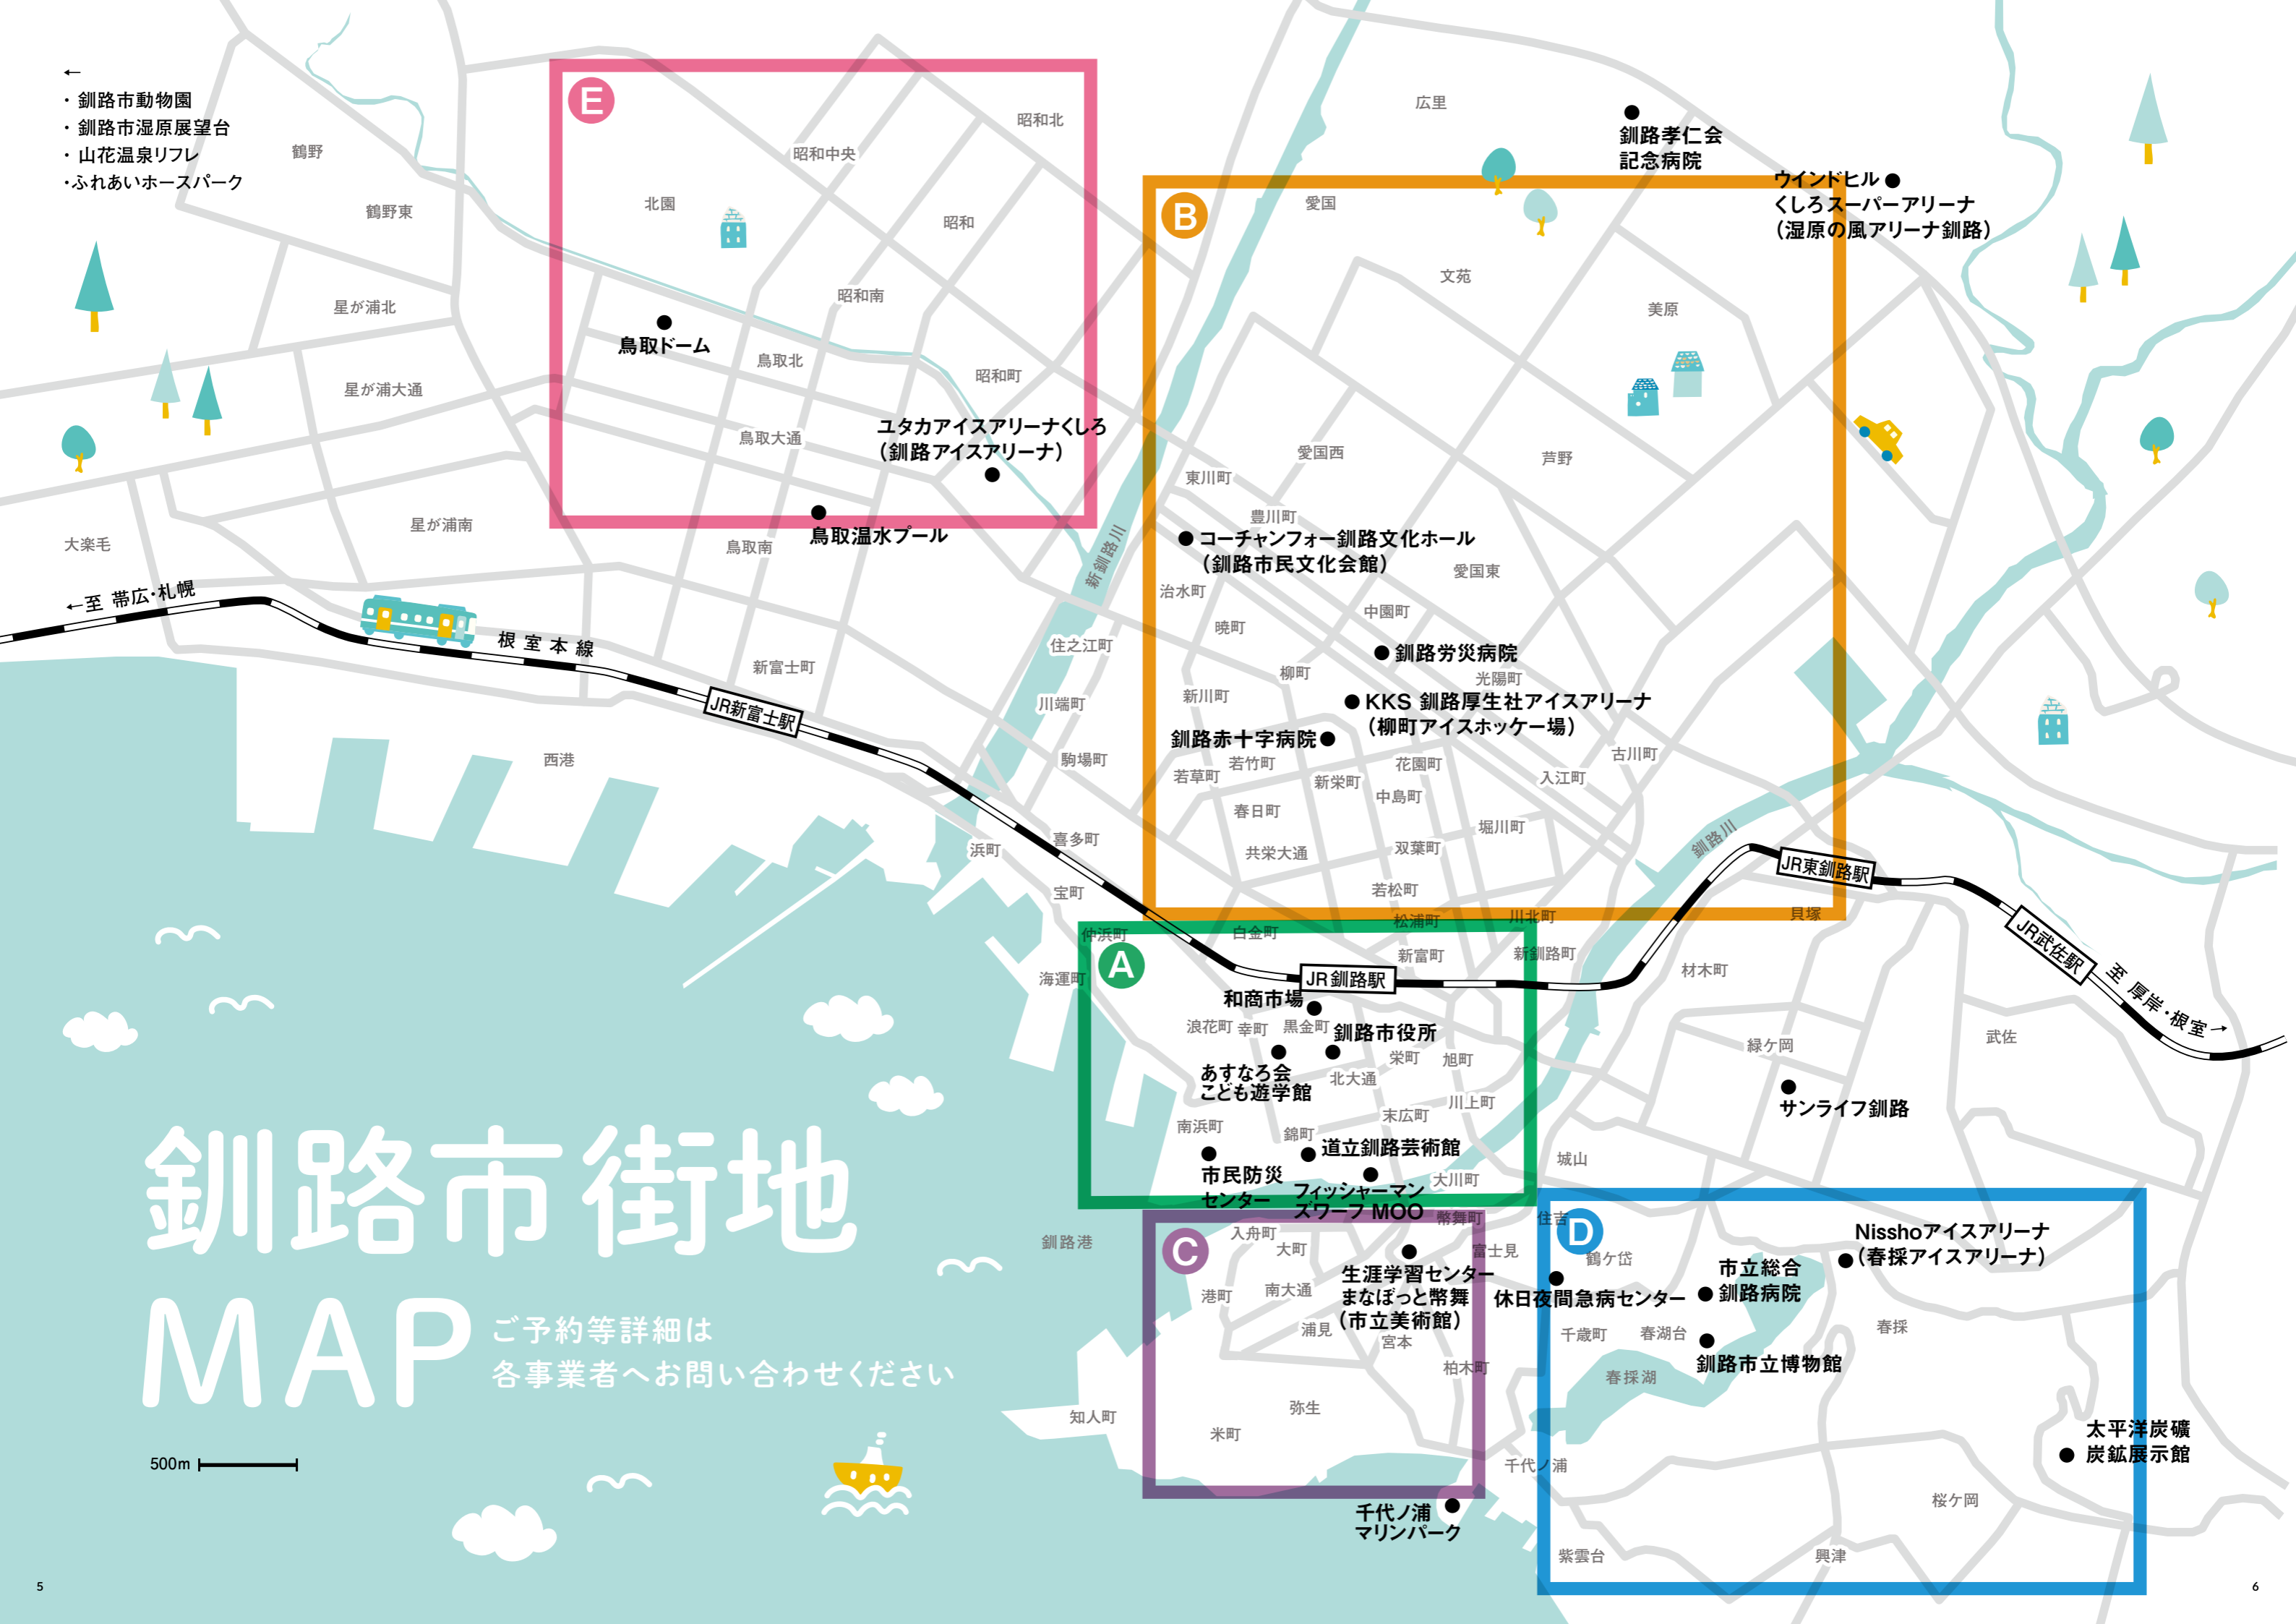 ←
・釧路市動物園
・釧路市湿原展望台
・山花温泉リフレ
・ふれあいホースパーク
鶴野
鶴野東
星が浦北
星が浦大通
星が浦南
大楽毛
←至 帯広・札幌
根室本線
JR新富士駅
新富士町
西港
E
昭和北
昭和中央
北園
昭和
昭和南
鳥取ドーム
鳥取北
昭和町
鳥取大通
ユタカアイスアリーナくしろ
（釧路アイスアリーナ）
鳥取温水プール
鳥取南
新釧路川
住之江町
川端町
駒場町
喜多町
浜町
宝町
広里
釧路孝仁会
記念病院
ウインドヒル
くしろスーパーアリーナ
（湿原の風アリーナ釧路）
B
愛国
文苑
美原
愛国西
芦野
東川町
豊川町
コーチャンフォー釧路文化ホール
（釧路市民文化会館）
愛国東
治水町
中園町
暁町
釧路労災病院
柳町
光陽町
新川町
KKS 釧路厚生社アイスアリーナ
（柳町アイスホッケー場）
釧路赤十字病院
古川町
若草町
若竹町
新栄町
花園町
入江町
中島町
春日町
堀川町
共栄大通
双葉町
釧路川
若松町
JR東釧路駅
貝塚
松浦町
川北町
JR武佐駅
至 厚岸・根室→
仲浜町
A
白金町
新富町
新釧路町
海運町
JR釧路駅
材木町
和商市場
浪花町
幸町
黒金町
釧路市役所
栄町
旭町
あすなろ会
こども遊学館
北大通
末広町
川上町
南浜町
錦町
道立釧路芸術館
市民防災
センター
フィッシャーマン
ズワーフ MOO
大川町
緑ケ岡
武佐
サンライフ釧路
城山
釧路港
C
入舟町
大町
幣舞町
富士見
生涯学習センター
まなぼっと幣舞
（市立美術館）
港町
南大通
浦見
宮本
柏木町
弥生
米町
知人町
千代ノ浦
マリンパーク
千代ノ浦
住吉
D
鶴ケ岱
休日夜間急病センター
市立総合
釧路病院
Nisshoアイスアリーナ
（春採アイスアリーナ）
千歳町
春湖台
釧路市立博物館
春採
春採湖
太平洋炭礦
炭鉱展示館
桜ケ岡
紫雲台
興津
釧路市街地
MAP
ご予約等詳細は
各事業者へお問い合わせください
500m
5
6